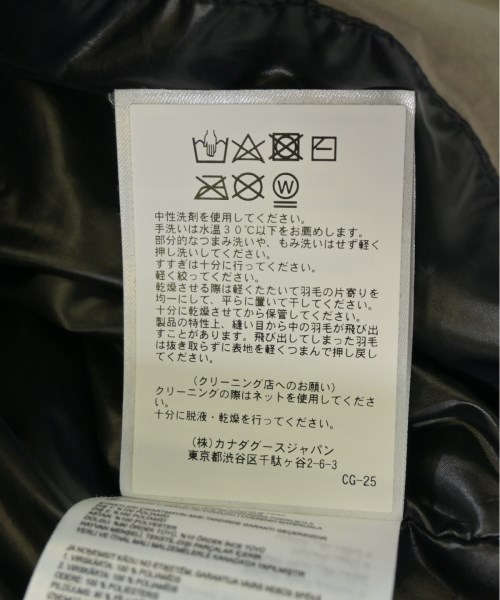 W
中性洗剤を使用してください。
手洗いは水温30℃以下をお薦めします。
部分的なつまみ洗いや、もみ洗いはせず軽く
押し洗いしてください。
すすぎは十分に行ってください。
軽く絞ってください。
乾燥させる際は軽くたたいて羽毛の片寄りを
均一にして、平らに置いて干してください。
十分に乾燥させてから保管してください。
製品の特性上、縫い目から中の羽毛が飛び出
すことがあります。飛び出してしまった羽毛
は抜き取らずに表地を軽くつまんで押し戻し
てください。
(クリーニング店へのお願い)
クリーニングの際はネットを使用してくださ
い。
十分に脱液・乾燥を行ってください。
(株)カナダグースジャパン
東京都渋谷区千駄ヶ谷2-6-3
CG-25